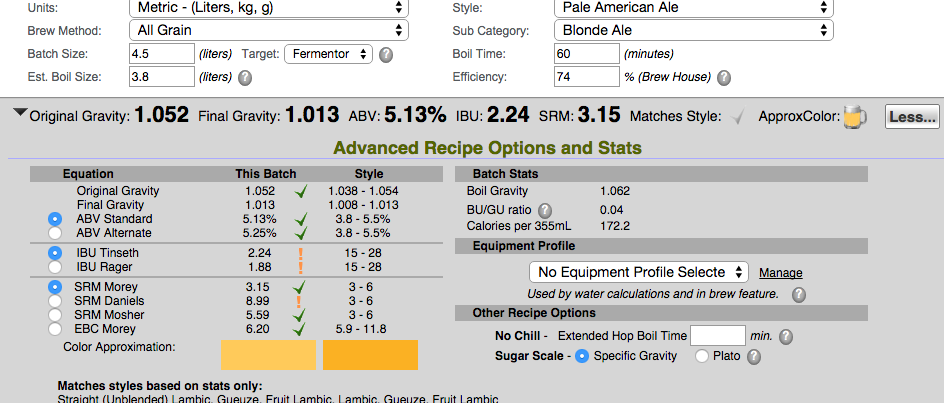 Units: Metric - (Liters, kg, g) Style: Pale American Ale
Brew Method: All Grain Sub Category: Blonde Ale
Batch Size: 4.5 (liters) Target: Fermentor ? Boil Time: 60 (minutes)
Est. Boil Size: 3.8 (liters) ? Efficiency: 74 % (Brew House) ?
Original Gravity: 1.052 Final Gravity: 1.013 ABV: 5.13% IBU: 2.24 SRM: 3.15 Matches Style: ApproxColor: Less...
Advanced Recipe Options and Stats
Equation This Batch Style
Original Gravity 1.052 1.038 - 1.054
Final Gravity 1.013 1.008 - 1.013
ABV Standard 5.13% 3.8 - 5.5%
ABV Alternate 5.25% 3.8 - 5.5%
IBU Tinseth 2.24 ! 15 - 28
IBU Rager 1.88 ! 15 - 28
SRM Morey 3.15 3 - 6
SRM Daniels 8.99 ! 3 - 6
SRM Mosher 5.59 3 - 6
EBC Morey 6.20 5.9 - 11.8
Color Approximation:
Matches styles based on stats only:
Straight (Unblended) Lambic, Gueuze, Fruit Lambic, Lambic, Gueuze, Fruit Lambic
Batch Stats
Boil Gravity 1.062
BU/GU ratio ? 0.04
Calories per 355mL 172.2
Equipment Profile
No Equipment Profile Selecte Manage
Used by water calculations and in brew feature. ?
Other Recipe Options
No Chill - Extended Hop Boil Time min. ?
Sugar Scale - Specific Gravity Plato ?